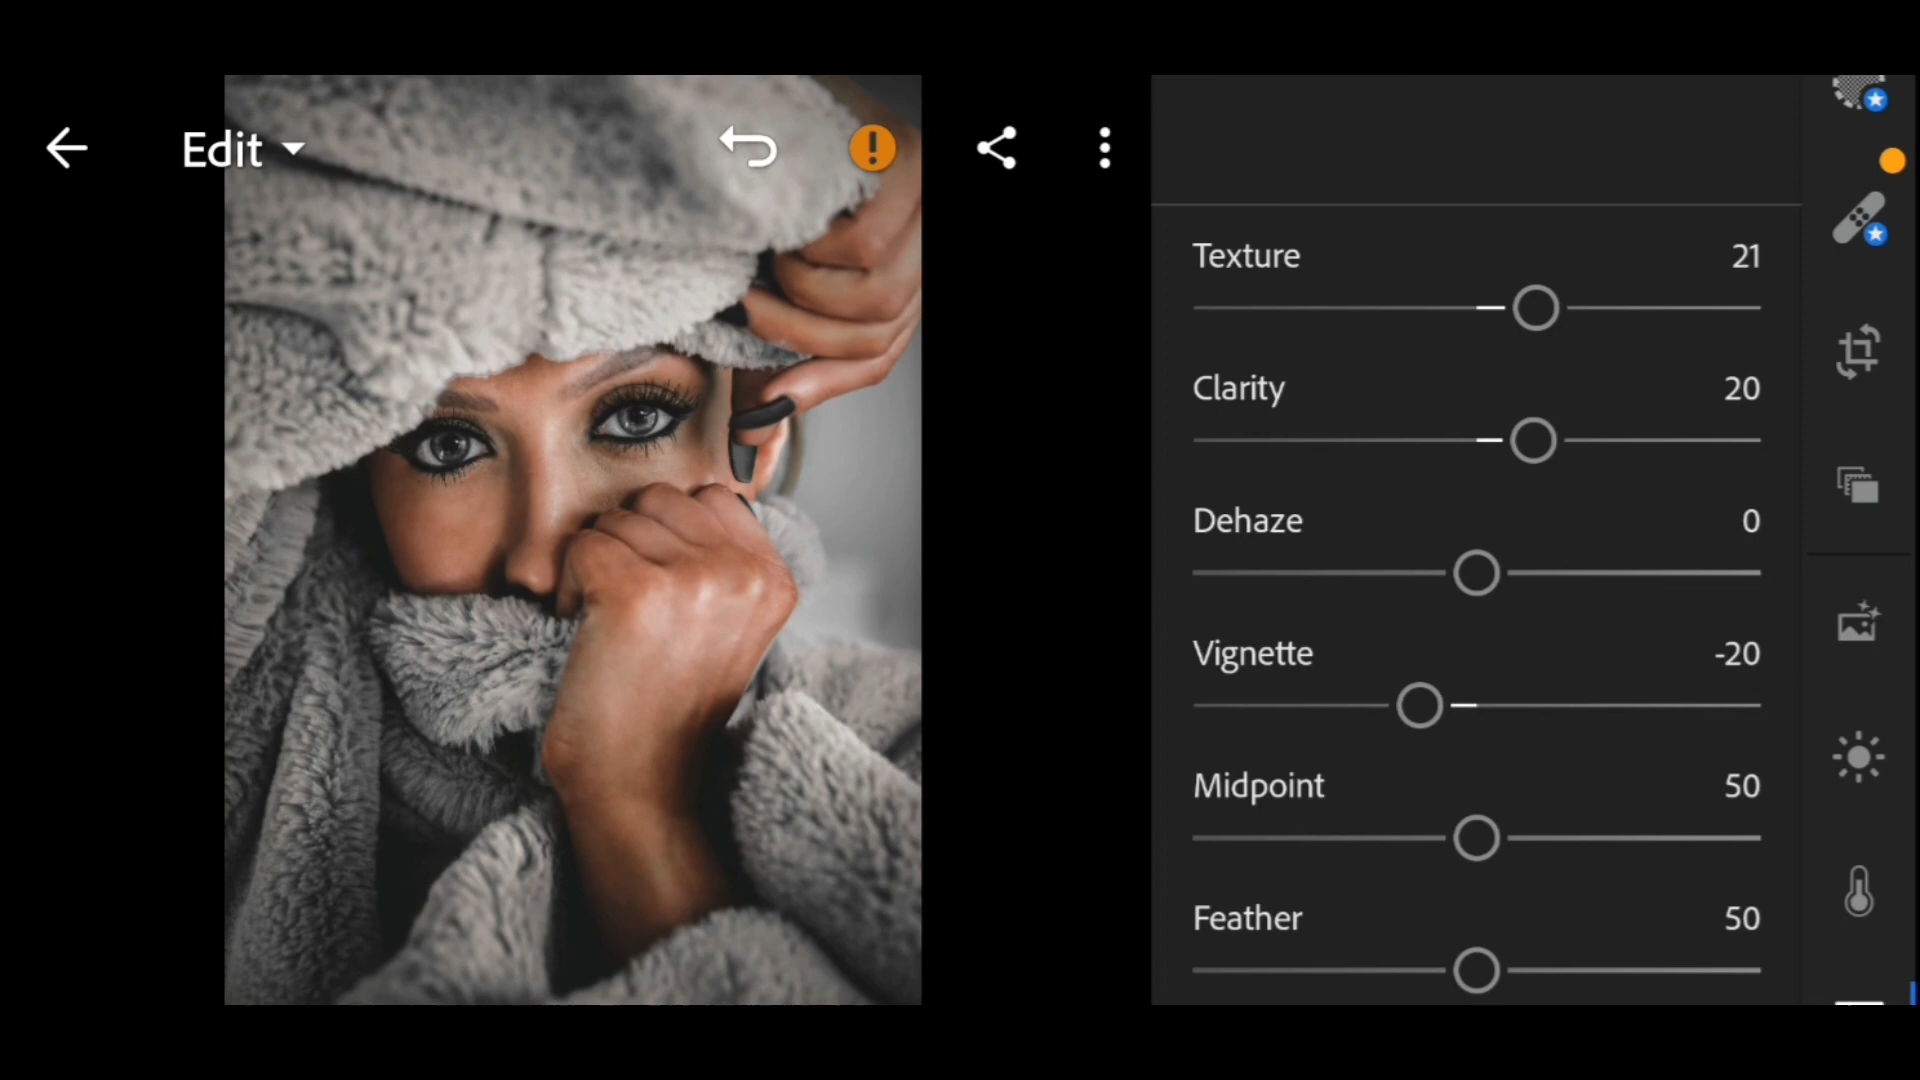 Edit
Texture 21
Clarity 20
Dehaze 0
Vignette -20
Midpoint 50
Feather 50